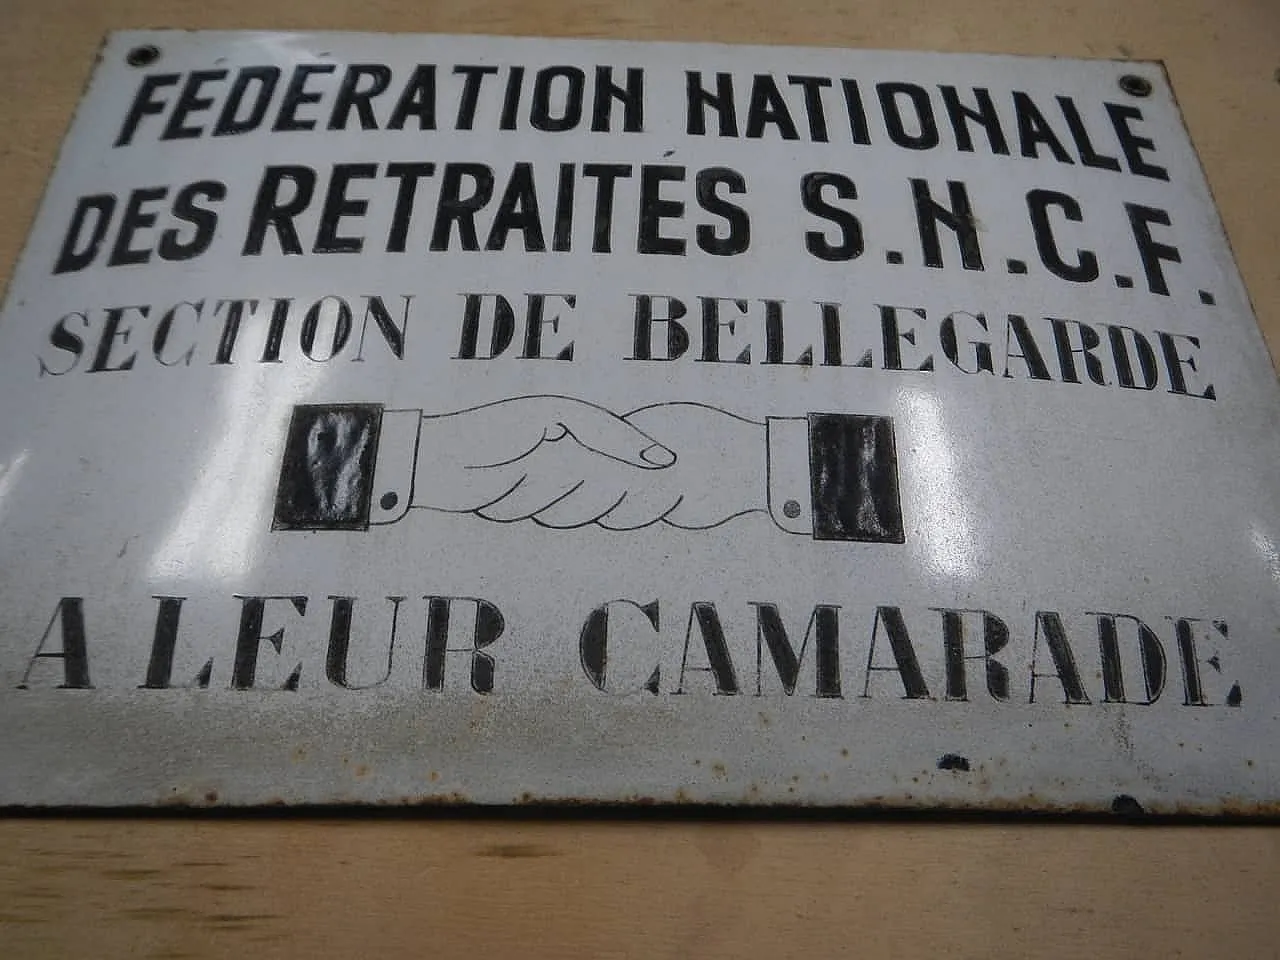 FÉDÉRATION NATIONALE
DES RETRAITÉS S.N.C.F.
SECTION DE BELLEGARDE
A LEUR CAMARADE